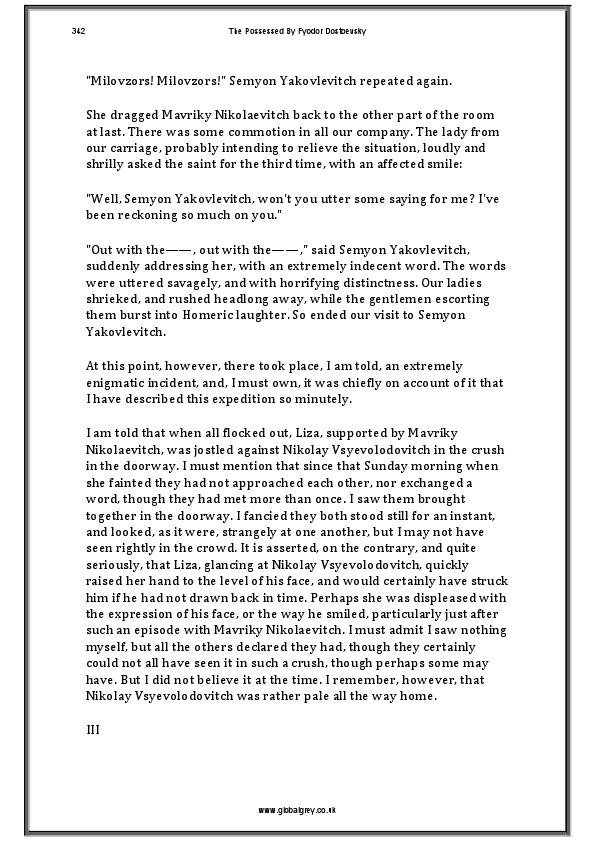 342
The Possessed By Fyodor Dostoevsky
"Milovzors! Milovzors!" Semyon Yakovlevitch repeated again.
She dragged Mavriky Nikolaevitch back to the other part of the room
at last. There was some commotion in all our company. The lady from
our carriage, probably intending to relieve the situation, loudly and
shrilly asked the saint for the third time, with an affected smile:
"Well, Semyon Yakovlevitch, won't you utter some saying for me? I've
been reckoning so much on you."
"Out with the——, out with the——," said Semyon Yakovlevitch,
suddenly addressing her, with an extremely indecent word. The words
were uttered savagely, and with horrifying distinctness. Our ladies
shrieked, and rushed headlong away, while the gentlemen escorting
them burst into Homeric laughter. So ended our visit to Semyon
Yakovlevitch.
At this point, however, there took place, I am told, an extremely
enigmatic incident, and, I must own, it was chiefly on account of it that
I have described this expedition so minutely.
I am told that when all flocked out, Liza, supported by Mavriky
Nikolaevitch, was jostled against Nikolay Vsyevolodovitch in the crush
in the doorway. I must mention that since that Sunday morning when
she fainted they had not approached each other, nor exchanged a
word, though they had met more than once. I saw them brought
together in the doorway. I fancied they both stood still for an instant,
and looked, as it were, strangely at one another, but I may not have
seen rightly in the crowd. It is asserted, on the contrary, and quite
seriously, that Liza, glancing at Nikolay Vsyevolodovitch, quickly
raised her hand to the level of his face, and would certainly have struck
him if he had not drawn back in time. Perhaps she was displeased with
the expression of his face, or the way he smiled, particularly just after
such an episode with Mavriky Nikolaevitch. I must admit I saw nothing
myself, but all the others declared they had, though they certainly
could not all have seen it in such a crush, though perhaps some may
have. But I did not believe it at the time. I remember, however, that
Nikolay Vsyevolodovitch was rather pale all the way home.
III
www.globalgrey.co.uk